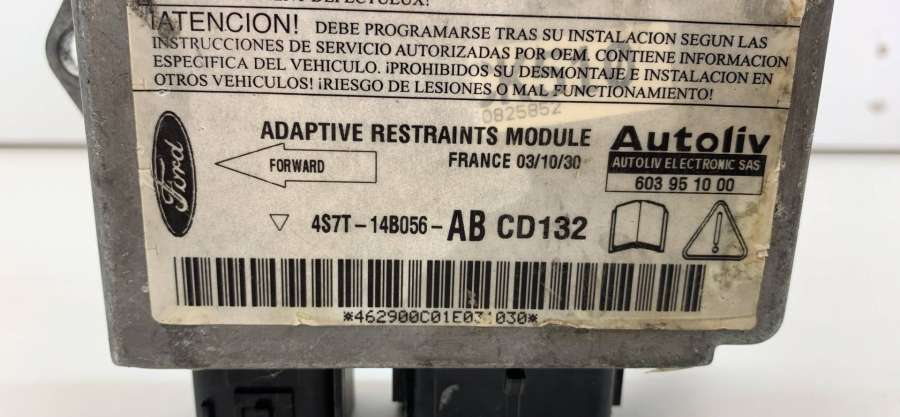 ¡ATENCION! DEBE PROGRAMARSE TRAS SU INSTALACION SEGUN LAS
INSTRUCCIONES DE SERVICIO AUTORIZADAS POR OEM. CONTIENE INFORMACION
ESPECIFICA DEL VEHICULO. ¡PROHIBIDOS SU DESMONTAJE E INSTALACION EN
OTROS VEHICULOS! ¡RIESGO DE LESIONES O MAL FUNCIONAMIENTO!
0825852
ADAPTIVE RESTRAINTS MODULE
FRANCE 03/10/30
Autoliv
AUTOLIV ELECTRONIC SAS
603 95 10 00
Ford
FORWARD
4S7T-14B056-AB CD132
*462900C01E031030*